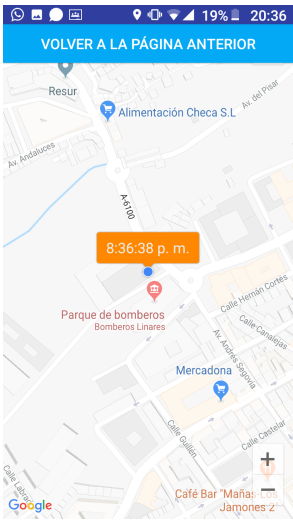 19% 20:36
VOLVER A LA PÁGINA ANTERIOR
Resur
Av. del Pisar
Alimentación Checa S.L
Av. Andaluces
A-6100
8:36:38 p. m.
Calle Hernán Cortés
Parque de bomberos
Bomberos Linares
Calle Canalejas
Av. Andrés Segovia
Mercadona
Calle Guillén
Calle Castelar
+
Calle Labrador
Café Bar "Mañas-Los
Jamones 2"
−
Google